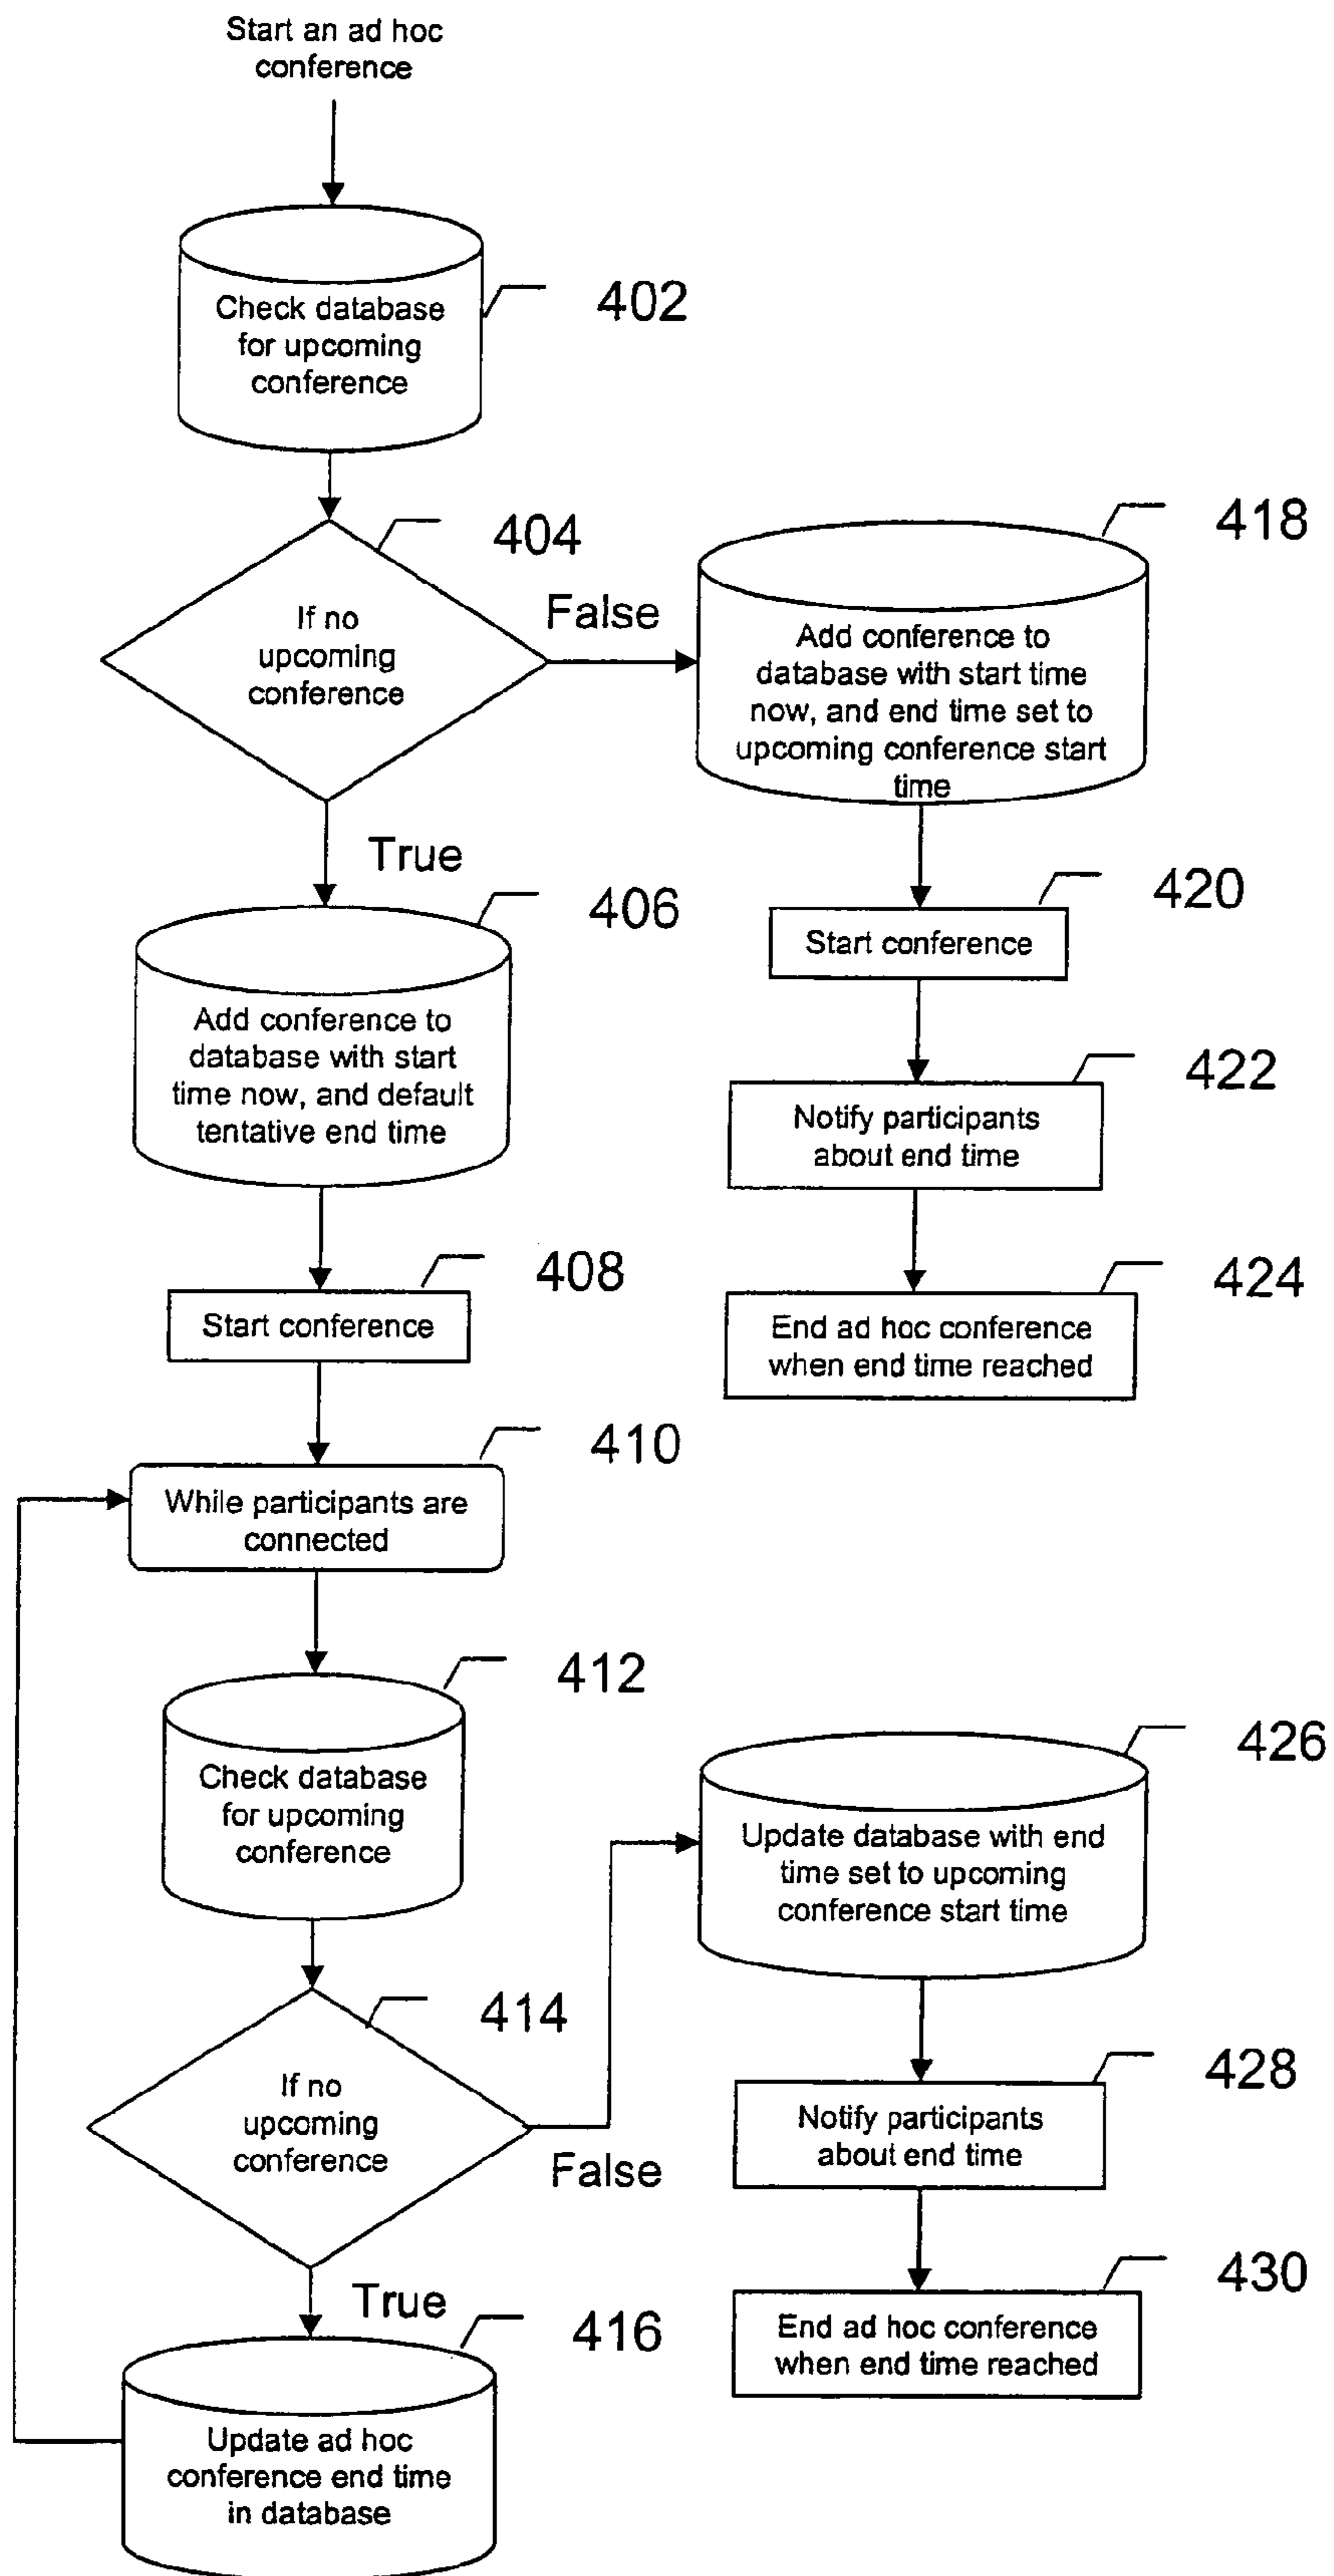 Start an ad hoc
conference
Check database
for upcoming
conference
402
404
If no
upcoming
conference
False
418
Add conference to
database with start time
now, and end time set to
upcoming conference start
time
True
406
Add conference to
database with start
time now, and default
tentative end time
420
Start conference
422
Notify participants
about end time
408
Start conference
424
End ad hoc conference
when end time reached
410
While participants are
connected
412
Check database
for upcoming
conference
426
Update database with end
time set to upcoming
conference start time
414
If no
upcoming
conference
False
428
Notify participants
about end time
True
430
End ad hoc conference
when end time reached
416
Update ad hoc
conference end time
in database